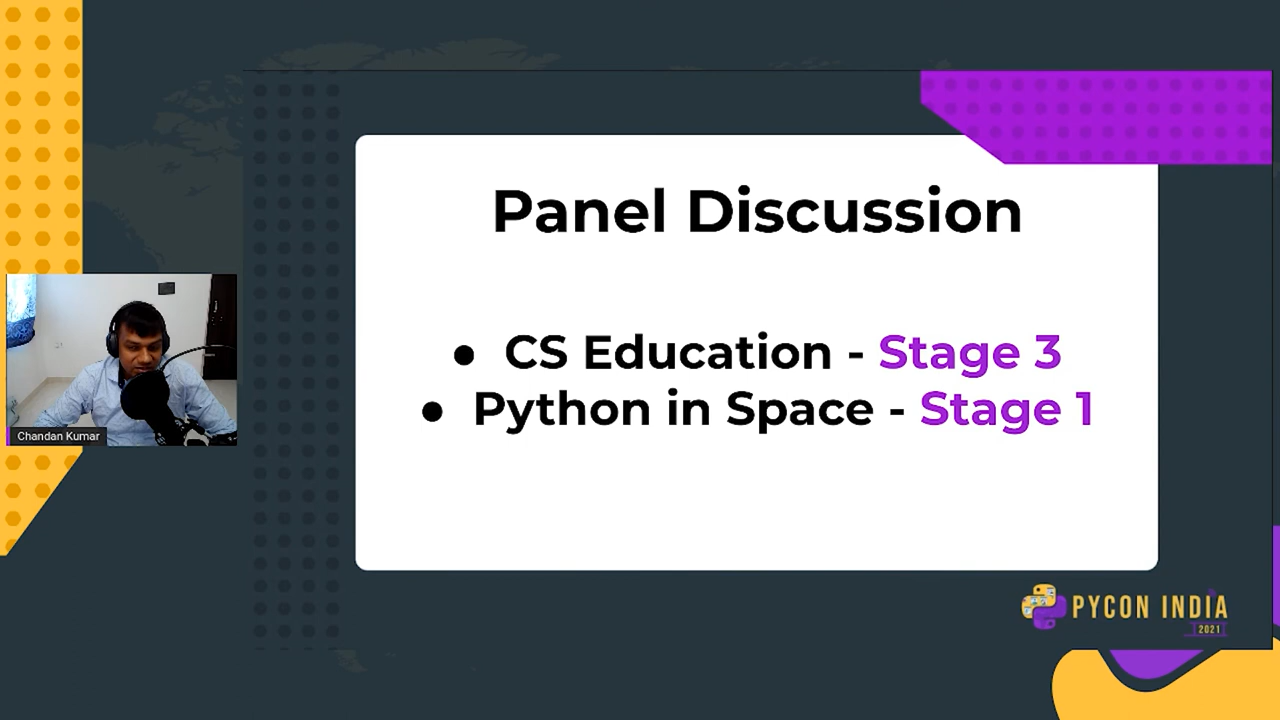 Panel Discussion
● CS Education - Stage 3
● Python in Space - Stage 1
Chandan Kumar
PYCON INDIA
2021